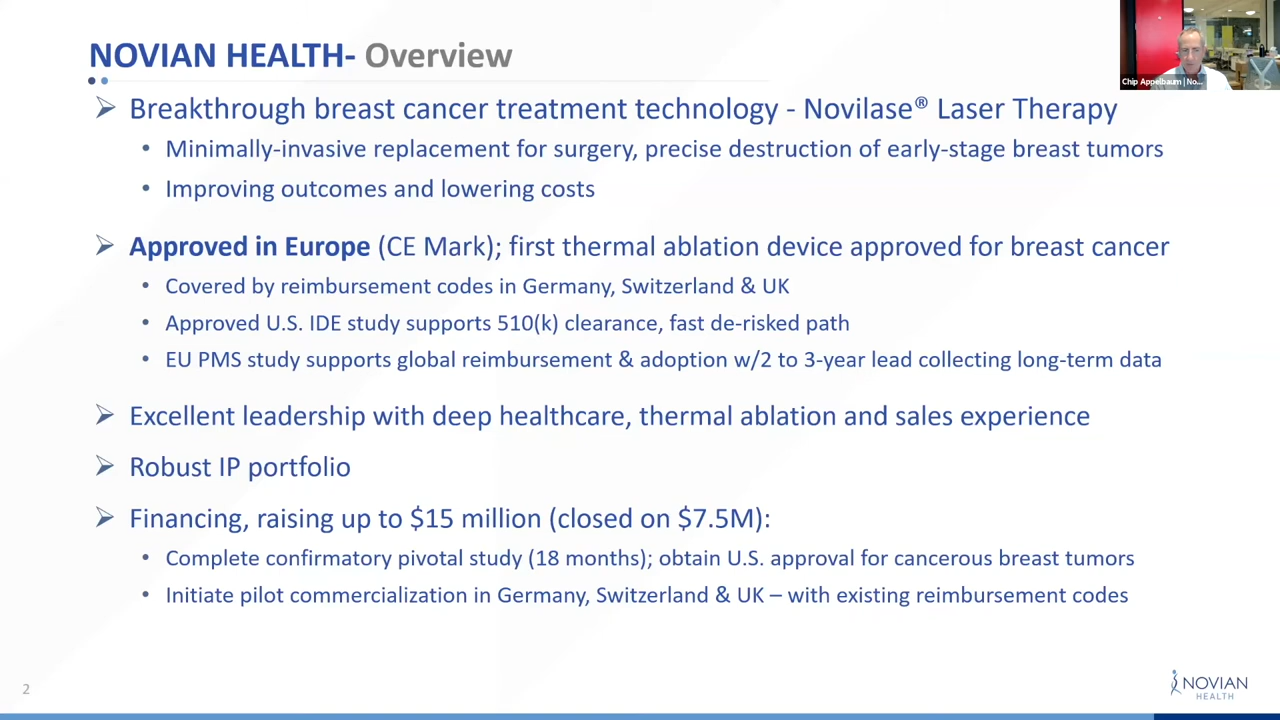 NOVIAN HEALTH- Overview
Chip Appelbaum | No...
➢ Breakthrough breast cancer treatment technology - Novilase® Laser Therapy
• Minimally-invasive replacement for surgery, precise destruction of early-stage breast tumors
• Improving outcomes and lowering costs
➢ Approved in Europe (CE Mark); first thermal ablation device approved for breast cancer
• Covered by reimbursement codes in Germany, Switzerland & UK
• Approved U.S. IDE study supports 510(k) clearance, fast de-risked path
• EU PMS study supports global reimbursement & adoption w/2 to 3-year lead collecting long-term data
➢ Excellent leadership with deep healthcare, thermal ablation and sales experience
➢ Robust IP portfolio
➢ Financing, raising up to $15 million (closed on $7.5M):
• Complete confirmatory pivotal study (18 months); obtain U.S. approval for cancerous breast tumors
• Initiate pilot commercialization in Germany, Switzerland & UK – with existing reimbursement codes
2
NOVIAN
HEALTH